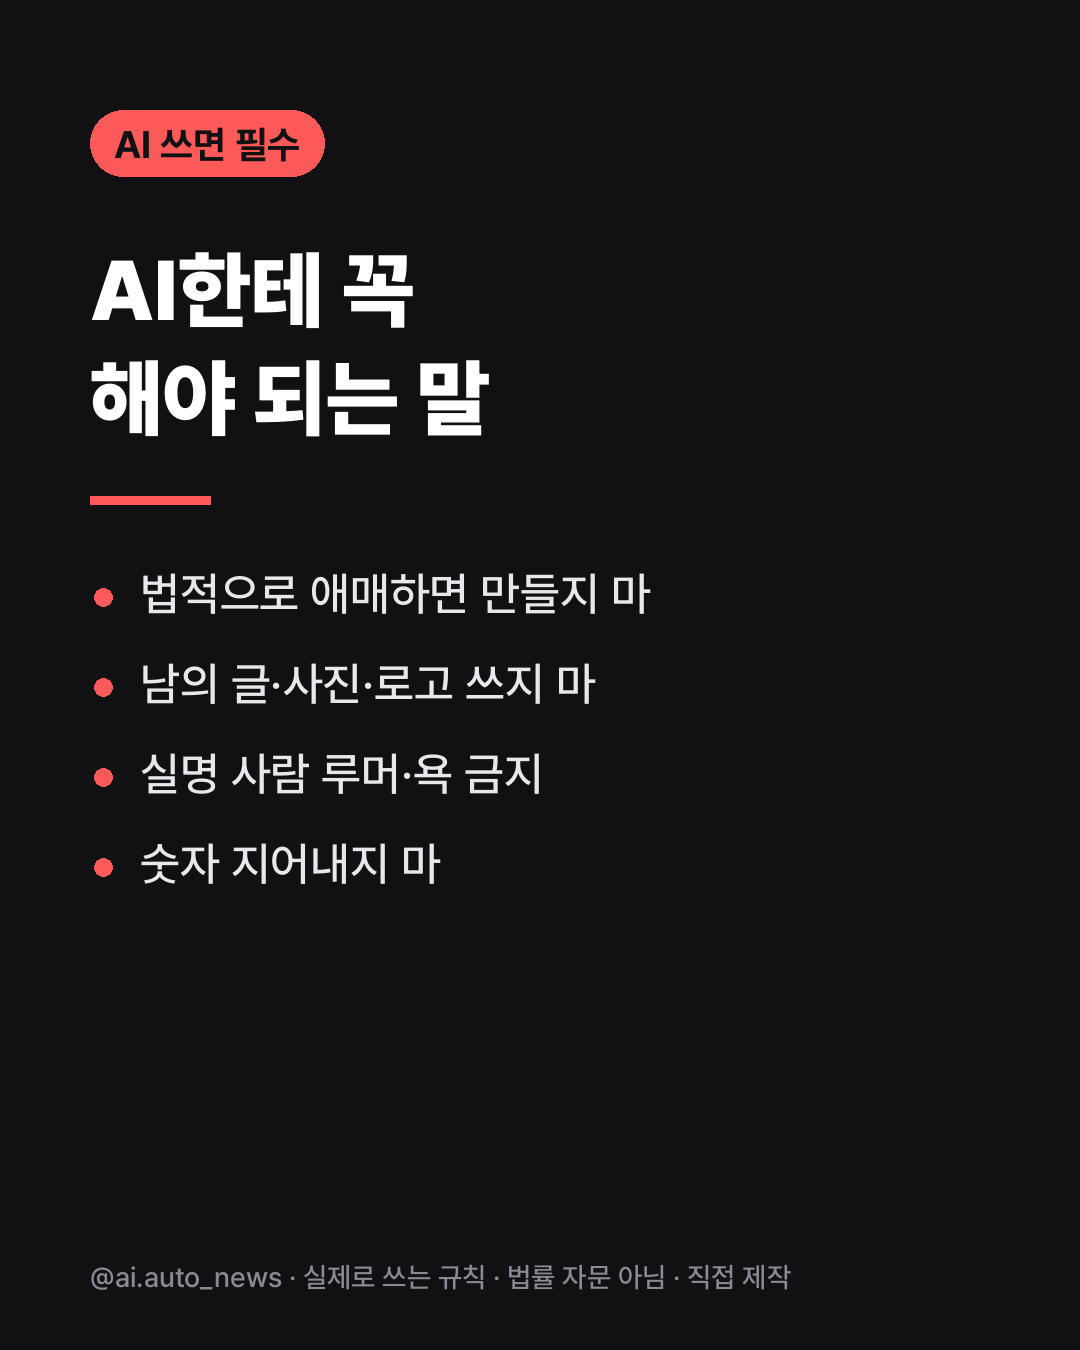 AI 쓰면 필수
AI한테 꼭
해야 되는 말
법적으로 애매하면 만들지 마
남의 글·사진·로고 쓰지 마
실명 사람 루머·욕 금지
숫자 지어내지 마
@ai.auto_news · 실제로 쓰는 규칙 · 법률 자문 아님 · 직접 제작